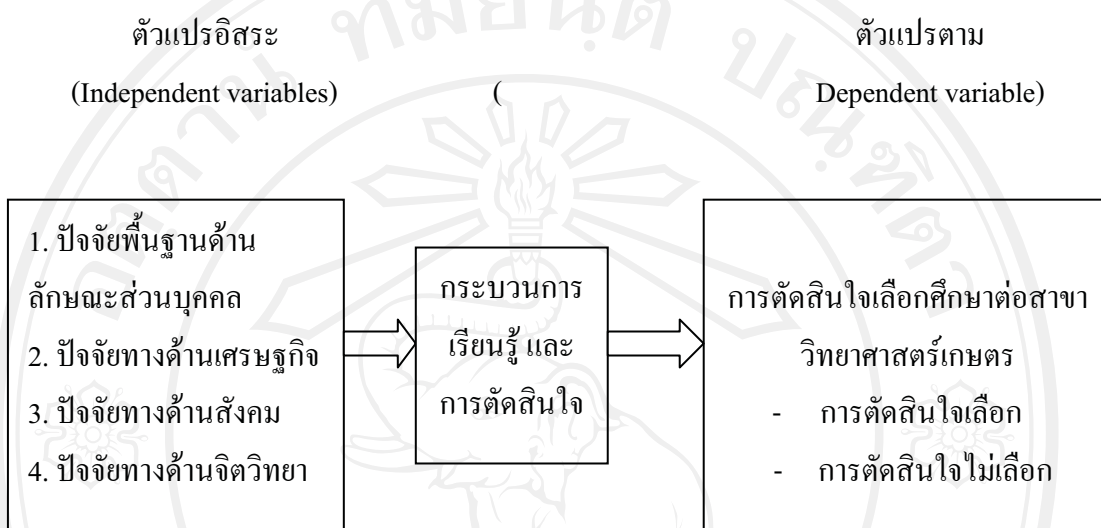 ตัวแปรอิสระ ตัวแปรตาม
(Independent variables) ( Dependent variable)
1. ปัจจัยพื้นฐานด้าน
ลักษณะส่วนบุคคล
2. ปัจจัยทางด้านเศรษฐกิจ
3. ปัจจัยทางด้านสังคม
4. ปัจจัยทางด้านจิตวิทยา
กระบวนการ
เรียนรู้ และ
การตัดสินใจ
การตัดสินใจเลือกศึกษาต่อสาขา
วิทยาศาสตร์เกษตร
- การตัดสินใจเลือก
- การตัดสินใจไม่เลือก